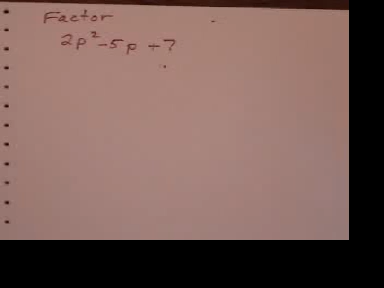 Factor
2p² - 5p + 7